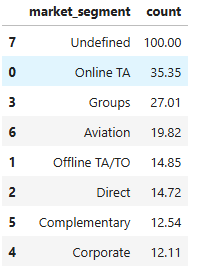 market_segment count
7 Undefined 100.00
0 Online TA 35.35
3 Groups 27.01
6 Aviation 19.82
1 Offline TA/TO 14.85
2 Direct 14.72
5 Complementary 12.54
4 Corporate 12.11